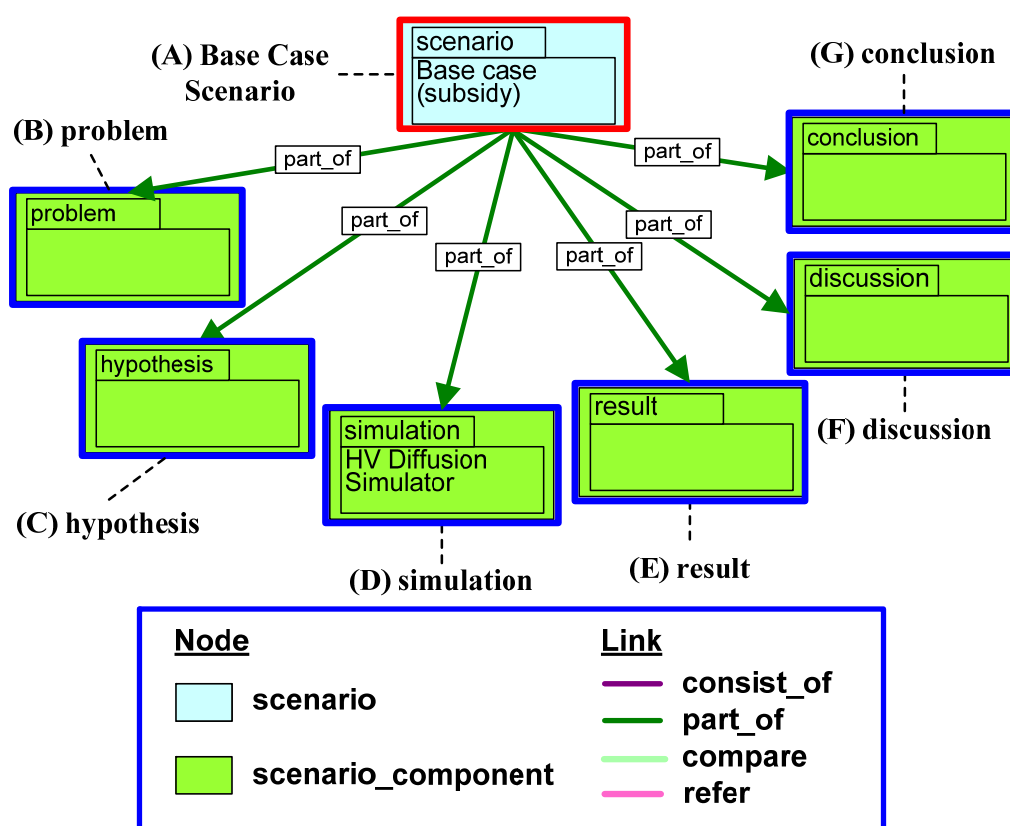 (A) Base Case
Scenario
scenario
Base case
(subsidy)
(G) conclusion
(B) problem
part_of
part_of
conclusion
problem
part_of
part_of
part_of
part_of
discussion
hypothesis
simulation
HV Diffusion
Simulator
result
(F) discussion
(C) hypothesis
(D) simulation
(E) result
Node
scenario
scenario_component
Link
consist_of
part_of
compare
refer